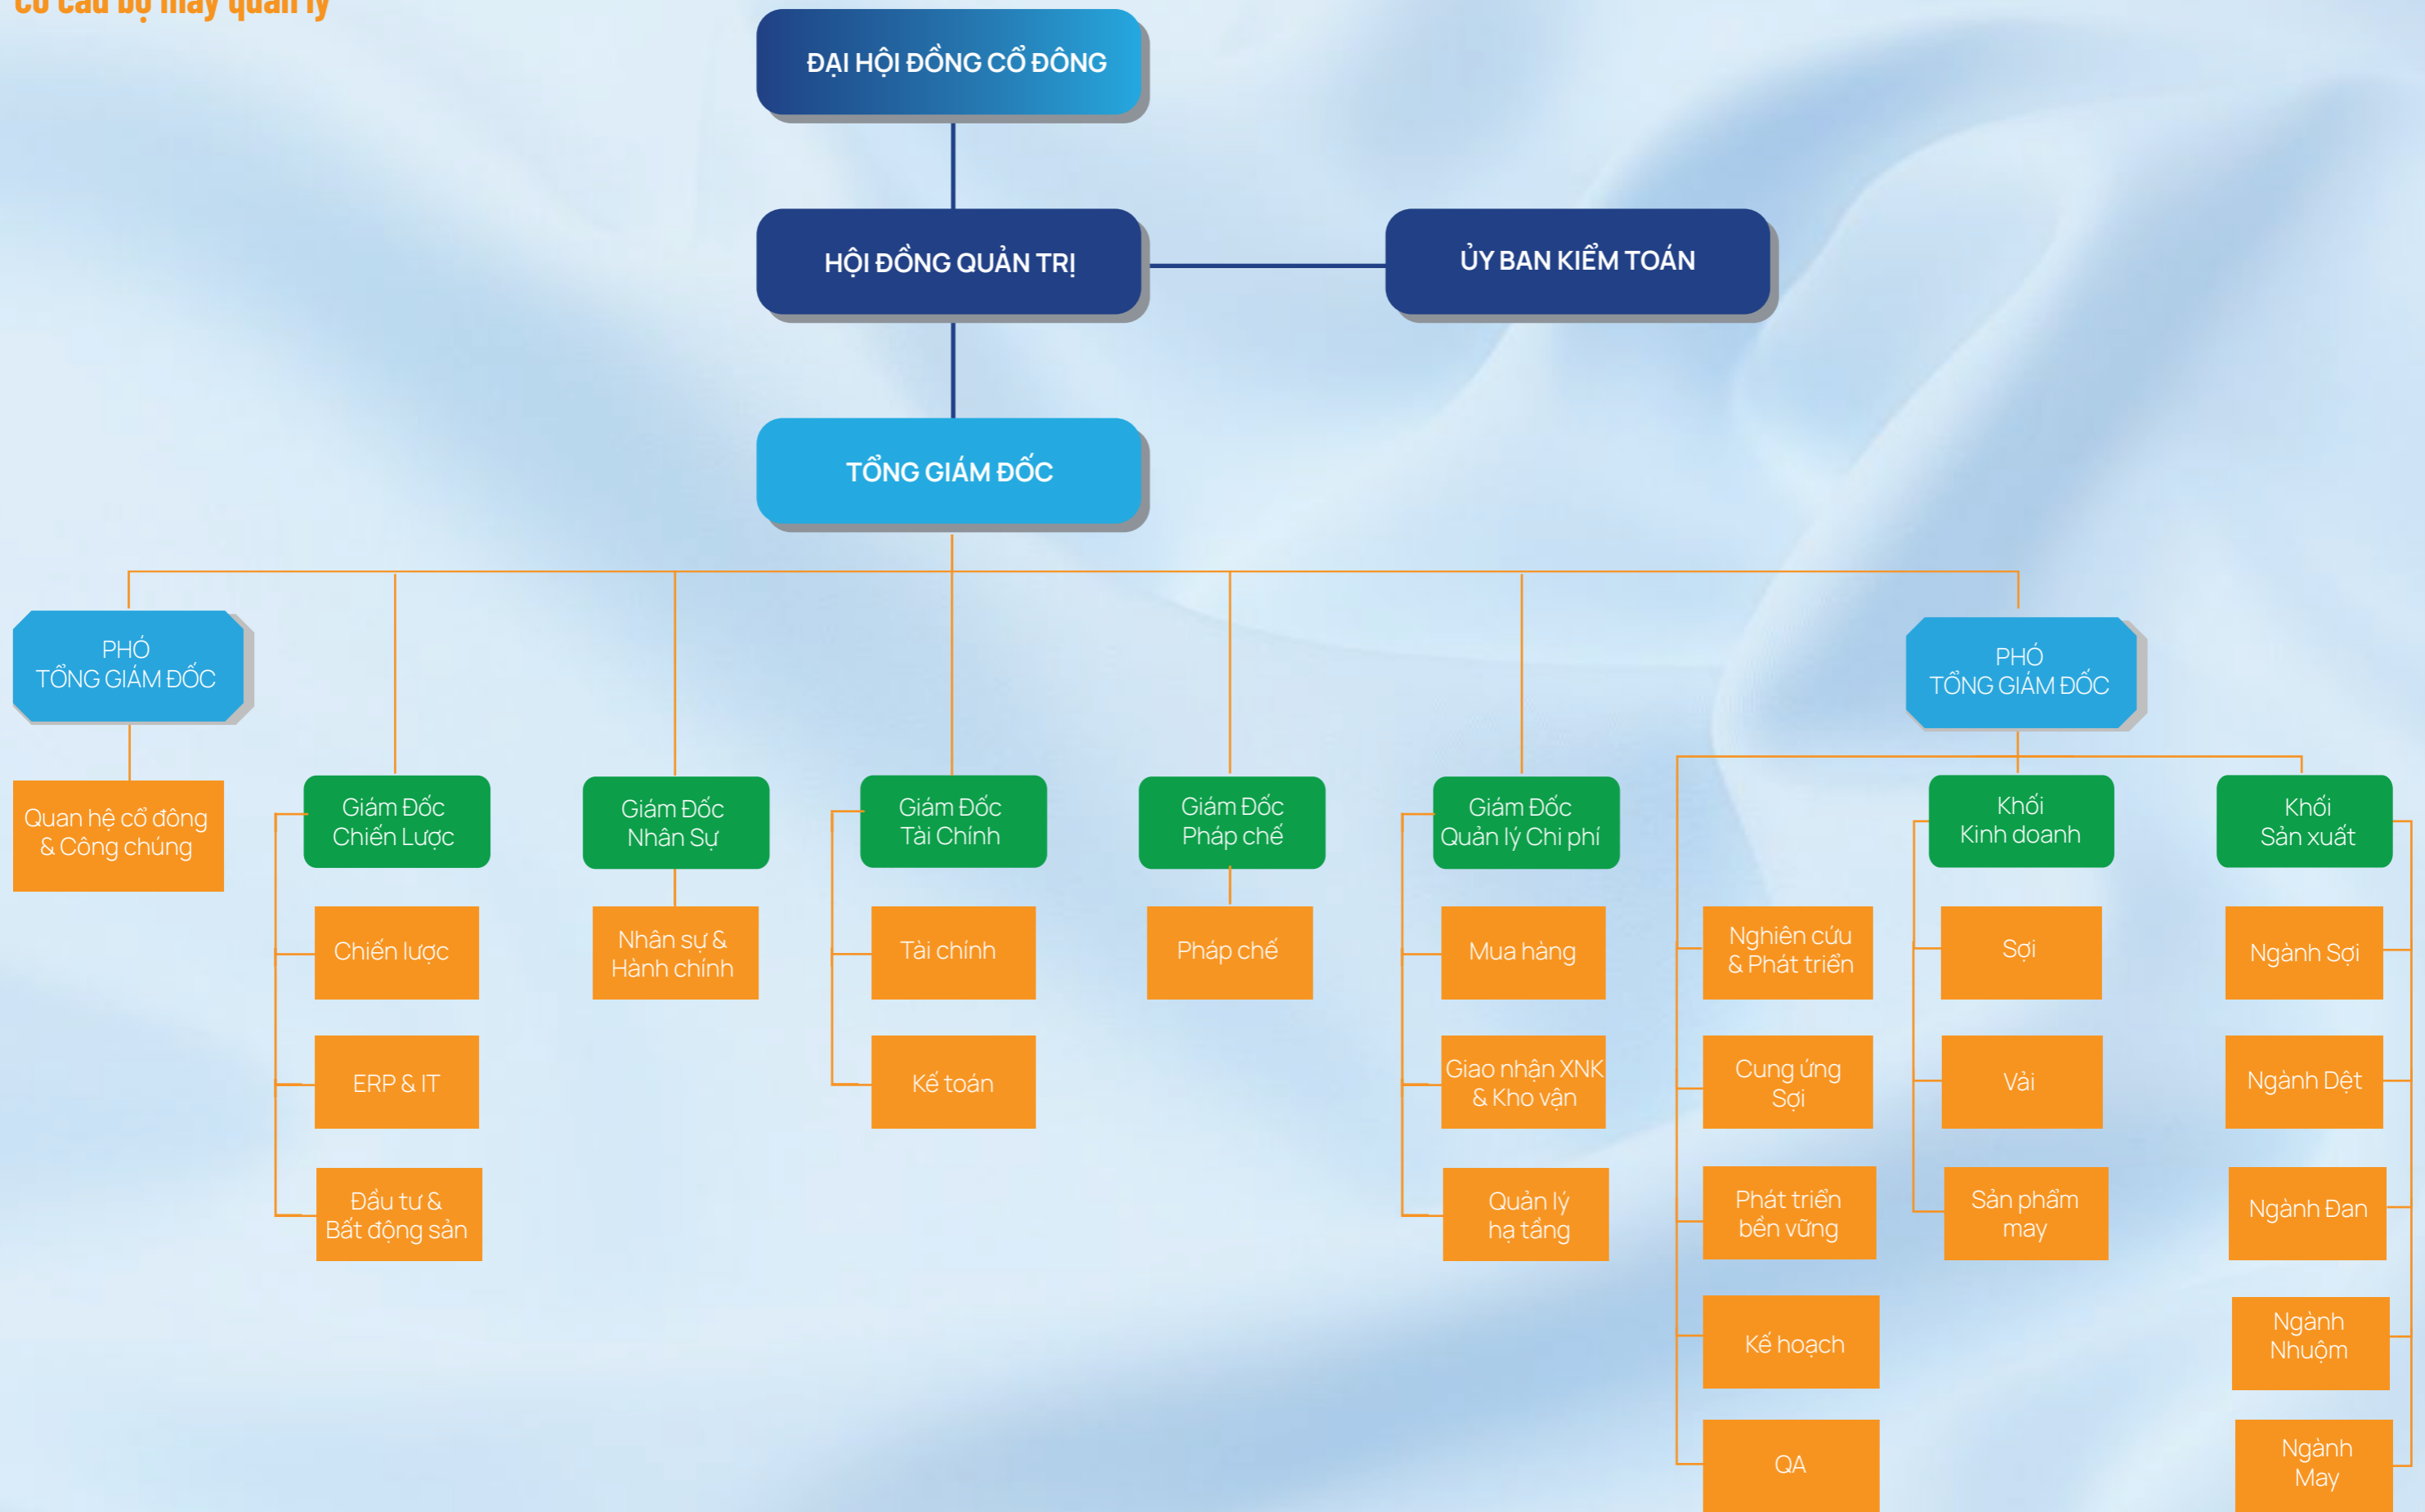 Cơ cấu bộ máy quản lý
ĐẠI HỘI ĐỒNG CỔ ĐÔNG
HỘI ĐỒNG QUẢN TRỊ
ỦY BAN KIỂM TOÁN
TỔNG GIÁM ĐỐC
PHÓ
TỔNG GIÁM ĐỐC
PHÓ
TỔNG GIÁM ĐỐC
Quan hệ cổ đông
& Công chúng
Giám Đốc
Chiến Lược
Chiến lược
ERP & IT
Đầu tư &
Bất động sản
Giám Đốc
Nhân Sự
Nhân sự &
Hành chính
Giám Đốc
Tài Chính
Tài chính
Kế toán
Giám Đốc
Pháp chế
Pháp chế
Giám Đốc
Quản lý Chi phí
Mua hàng
Giao nhận XNK
& Kho vận
Quản lý
hạ tầng
Nghiên cứu
& Phát triển
Cung ứng
Sợi
Phát triển
bền vững
Kế hoạch
QA
Khối
Kinh doanh
Sợi
Vải
Sản phẩm
may
Khối
Sản xuất
Ngành Sợi
Ngành Dệt
Ngành Đan
Ngành
Nhuộm
Ngành
May